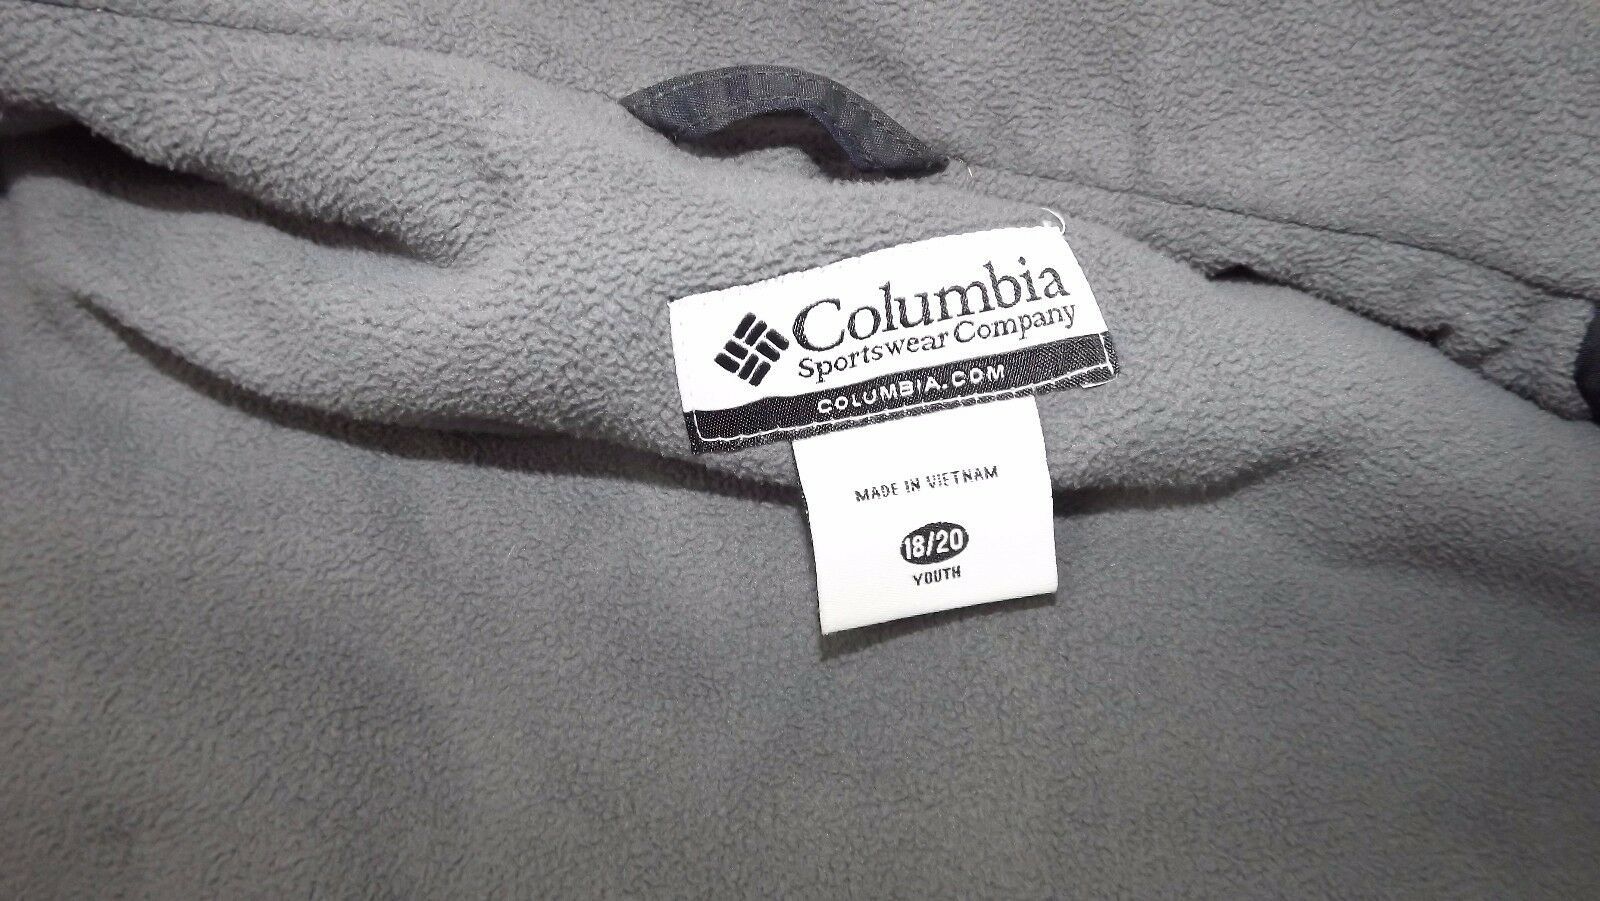 Columbia
Sportswear Company
COLUMBIA.COM
MADE IN VIETNAM
18/20
YOUTH